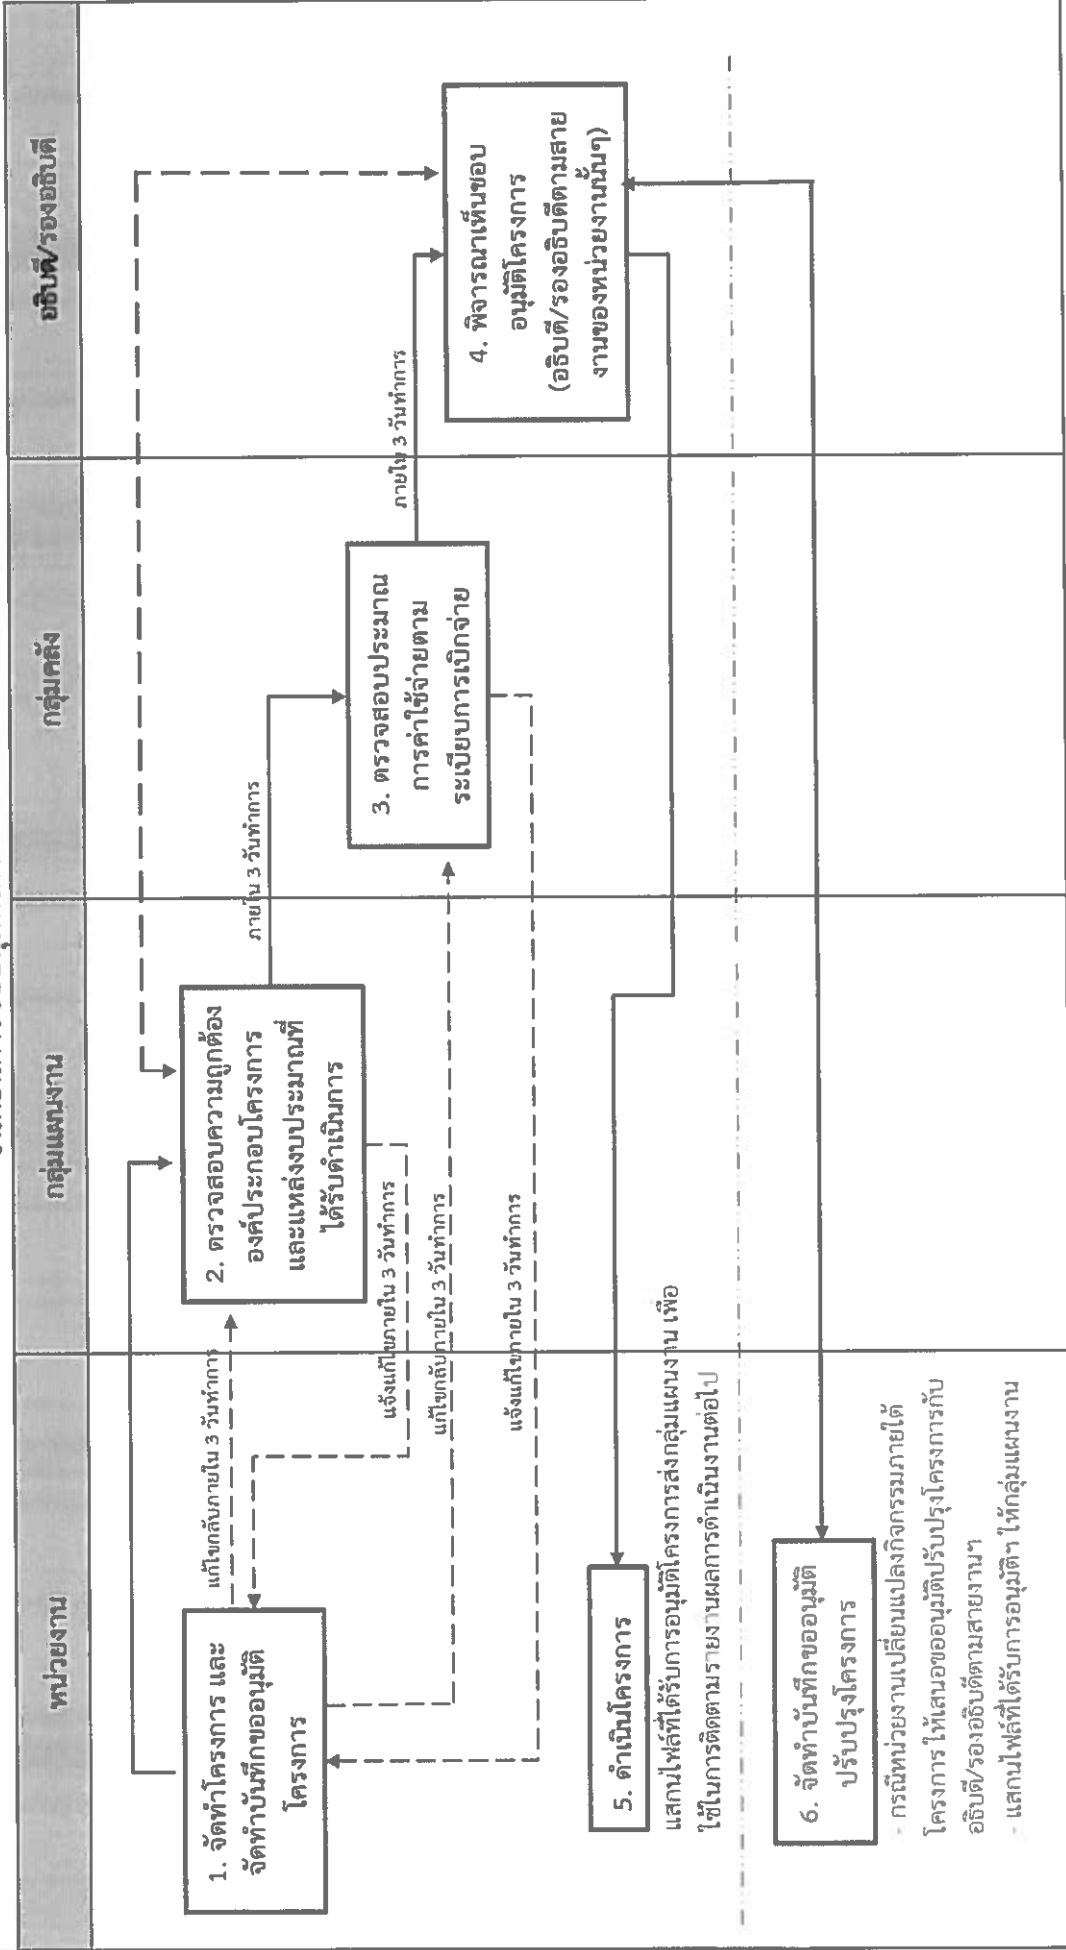 หน่วยงาน
กลุ่มแผนงาน
กลุ่มคลัง
อธิบดี/รองอธิบดี
1. จัดทำโครงการ และ
จัดทำบันทึกขออนุมัติ
โครงการ
แก้ไขกลับภายใน 3 วันทำการ
2. ตรวจสอบความถูกต้อง
องค์ประกอบโครงการ
และแหล่งงบประมาณที่
ได้รับดำเนินการ
แจ้งแก้ไขภายใน 3 วันทำการ
ภายใน 3 วันทำการ
แก้ไขกลับภายใน 3 วันทำการ
3. ตรวจสอบประมาณ
การค่าใช้จ่ายตาม
ระเบียบการเบิกจ่าย
แจ้งแก้ไขภายใน 3 วันทำการ
ภายใน 3 วันทำการ
4. พิจารณาเห็นชอบ
อนุมัติโครงการ
(อธิบดี/รองอธิบดีตามสาย
งานของหน่วยงานนั้นๆ)
5. ดำเนินโครงการ
แสกนไฟล์ที่ได้รับการอนุมัติโครงการส่งกลุ่มแผนงาน เพื่อ
ใช้ในการติดตามรายงานผลการดำเนินงานต่อไป
6. จัดทำบันทึกขออนุมัติ
ปรับปรุงโครงการ
- กรณีหน่วยงานเปลี่ยนแปลงกิจกรรมภายใต้
โครงการ ให้เสนอขออนุมัติปรับปรุงโครงการกับ
อธิบดี/รองอธิบดีตามสายงานฯ
- แสกนไฟล์ที่ได้รับการอนุมัติฯ ให้กลุ่มแผนงาน